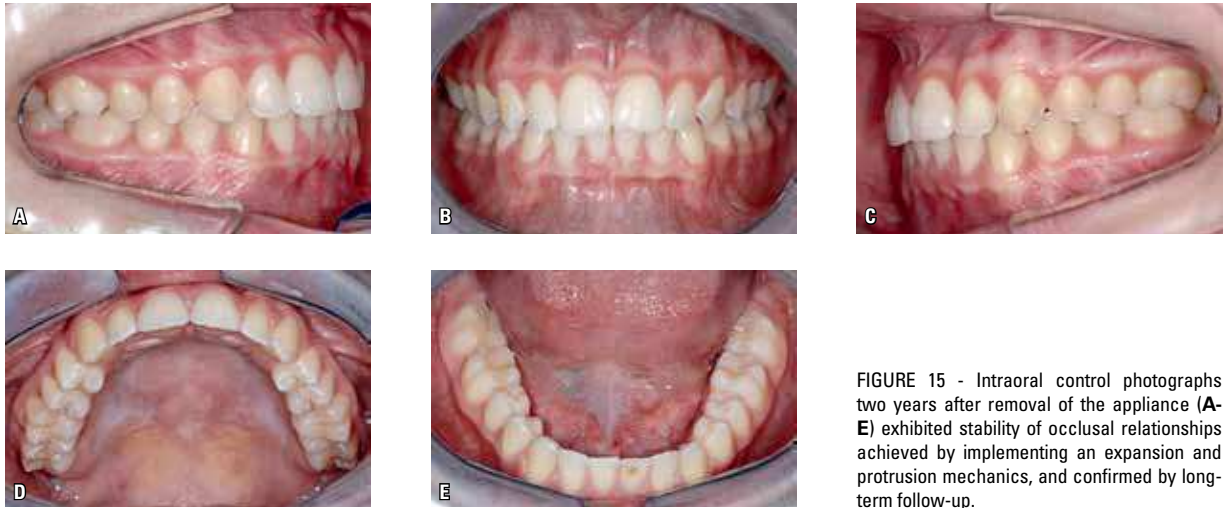 A
B
C
D
E
FIGURE 15 - Intraoral control photographs
two years after removal of the appliance (A-
E) exhibited stability of occlusal relationships
achieved by implementing an expansion and
protrusion mechanics, and confirmed by long-
term follow-up.